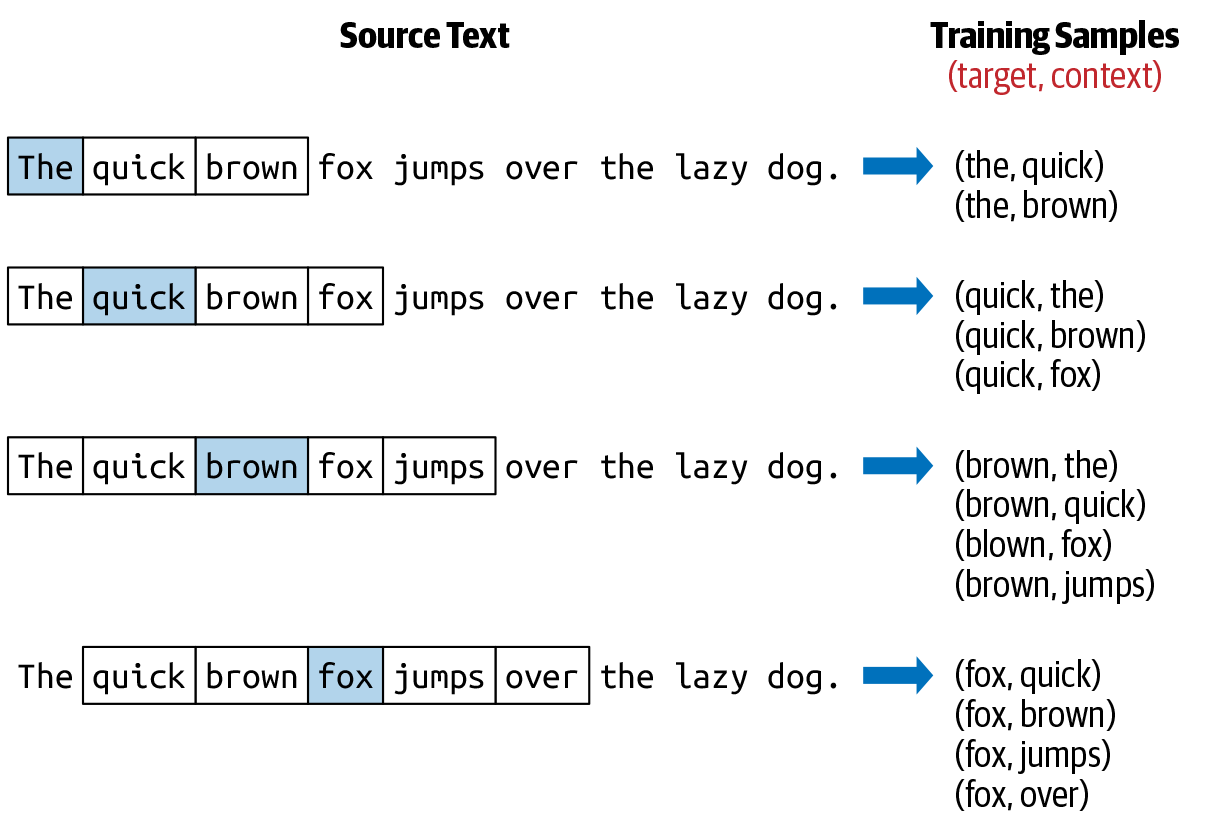 Source Text
Training Samples
(target, context)
The quick brown fox jumps over the lazy dog.
(the, quick)
(the, brown)
The quick brown fox jumps over the lazy dog.
(quick, the)
(quick, brown)
(quick, fox)
The quick brown fox jumps over the lazy dog.
(brown, the)
(brown, quick)
(blown, fox)
(brown, jumps)
The quick brown fox jumps over the lazy dog.
(fox, quick)
(fox, brown)
(fox, jumps)
(fox, over)